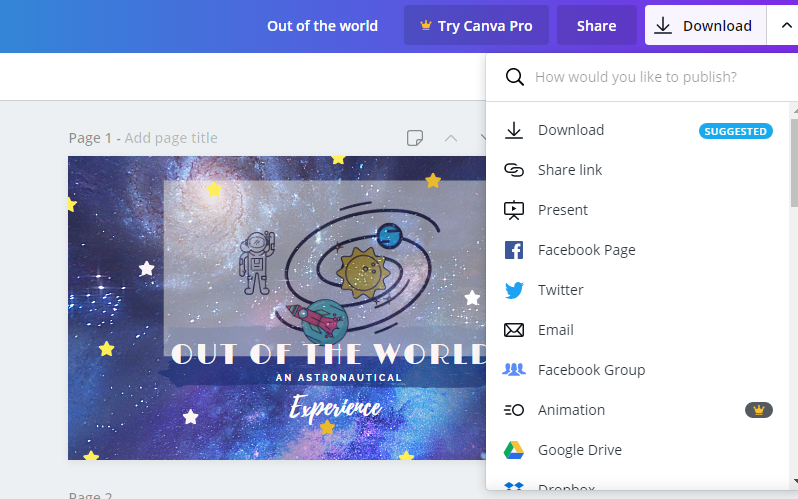 Out of the world
Try Canva Pro
Share
Download
How would you like to publish?
Download
SUGGESTED
Share link
Present
Facebook Page
Twitter
Email
Facebook Group
Animation
Google Drive
Dropbox
Page 1 - Add page title
OUT OF THE WORLD
AN ASTRONAUTICAL
Experience
Page 2